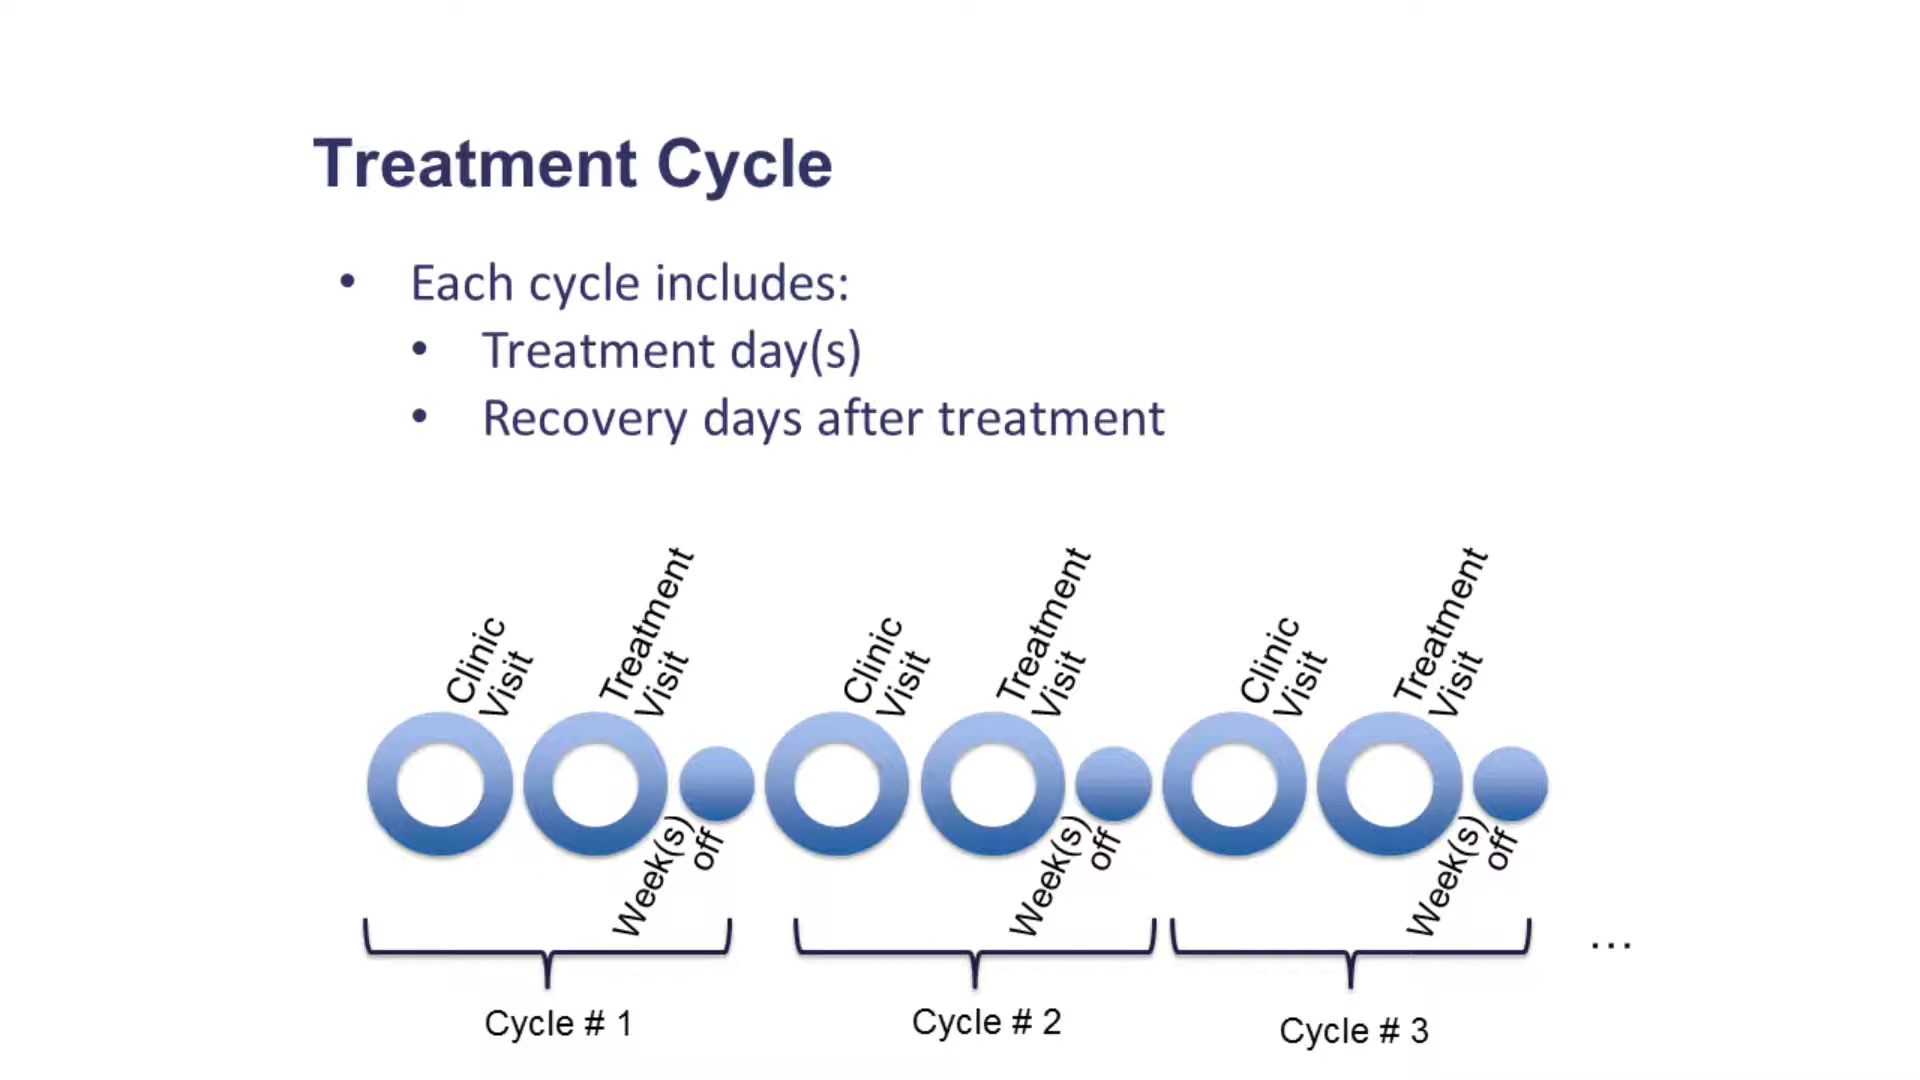 Treatment Cycle
• Each cycle includes:
• Treatment day(s)
• Recovery days after treatment
Clinic
Visit
Treatment
Visit
Week(s)
off
Clinic
Visit
Treatment
Visit
Week(s)
off
Clinic
Visit
Treatment
Visit
Week(s)
off
...
Cycle # 1
Cycle # 2
Cycle # 3